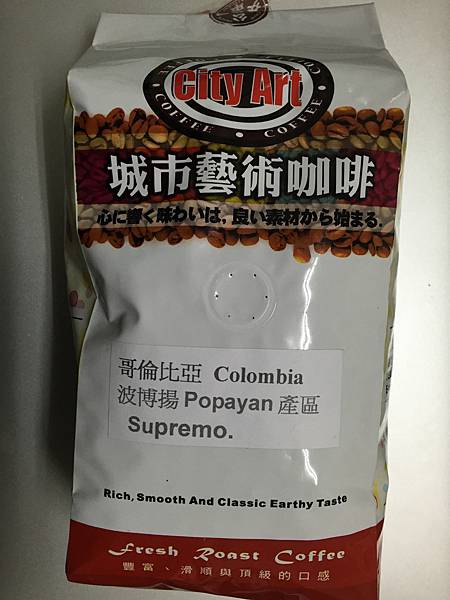 City Art
COFFEE • COFFEE
城市藝術咖啡
心に響く味わいは。良い素材から始まる.
哥倫比亞 Colombia
波博揚 Popayan 產區
Supremo.
Rich, Smooth And Classic Earthy Taste
Fresh Roast Coffee
豐富、滑順與頂級的口感